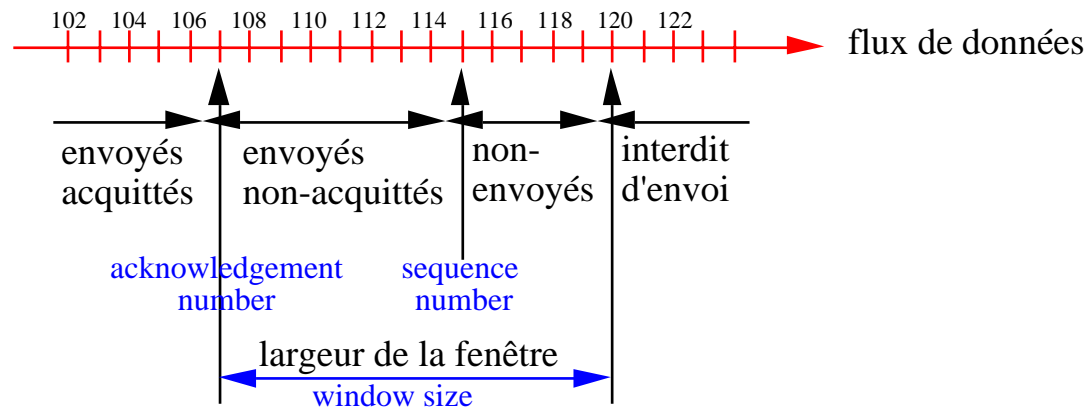 102 104 106 108 110 112 114 116 118 120 122
flux de données
envoyés
acquittés
envoyés
non-acquittés
non-
envoyés
interdit
d'envoi
acknowledgement
number
sequence
number
largeur de la fenêtre
window size